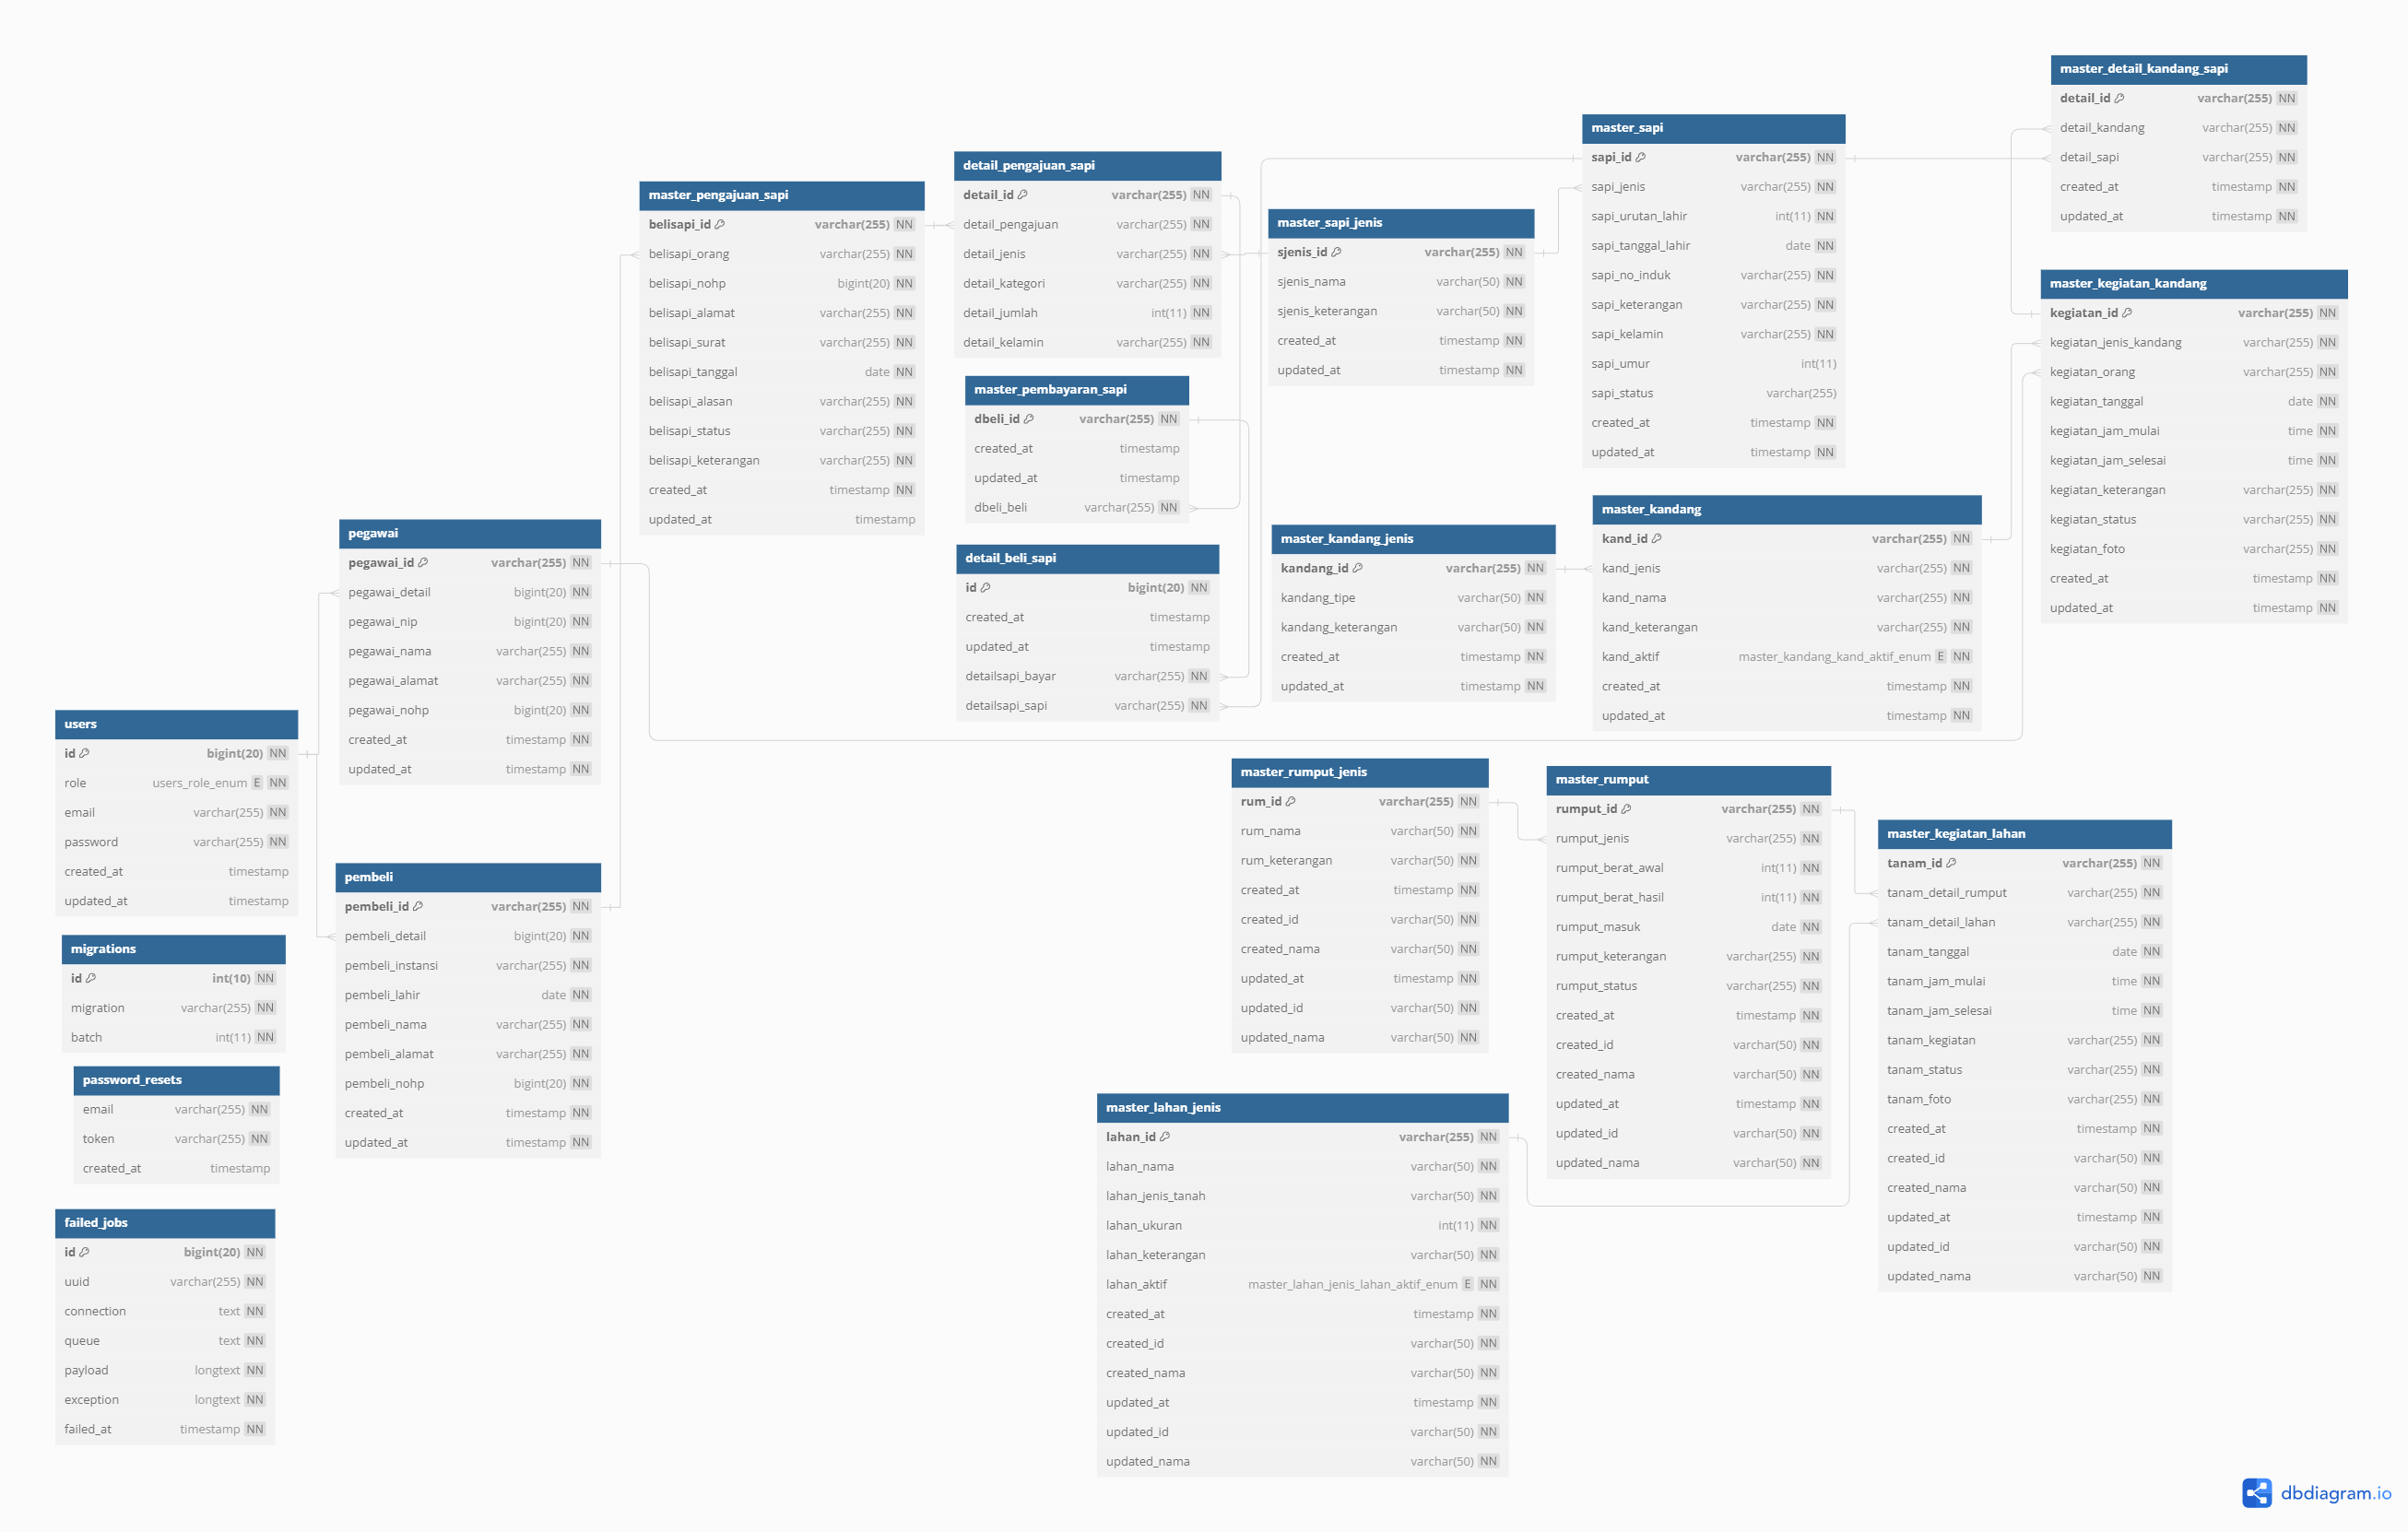 users
id bigint(20) NN
role users_role_enum E NN
email varchar(255) NN
password varchar(255) NN
created_at timestamp
updated_at timestamp
migrations
id int(10) NN
migration varchar(255) NN
batch int(11) NN
password_resets
email varchar(255) NN
token varchar(255) NN
created_at timestamp
failed_jobs
id bigint(20) NN
uuid varchar(255) NN
connection text NN
queue text NN
payload longtext NN
exception longtext NN
failed_at timestamp NN
pegawai
pegawai_id varchar(255) NN
pegawai_detail bigint(20) NN
pegawai_nip bigint(20) NN
pegawai_nama varchar(255) NN
pegawai_alamat varchar(255) NN
pegawai_nohp bigint(20) NN
created_at timestamp NN
updated_at timestamp NN
pembeli
pembeli_id varchar(255) NN
pembeli_detail bigint(20) NN
pembeli_instansi varchar(255) NN
pembeli_lahir date NN
pembeli_nama varchar(255) NN
pembeli_alamat varchar(255) NN
pembeli_nohp bigint(20) NN
created_at timestamp NN
updated_at timestamp NN
master_pengajuan_sapi
belisapi_id varchar(255) NN
belisapi_orang varchar(255) NN
belisapi_nohp bigint(20) NN
belisapi_alamat varchar(255) NN
belisapi_surat varchar(255) NN
belisapi_tanggal date NN
belisapi_alasan varchar(255) NN
belisapi_status varchar(255) NN
belisapi_keterangan varchar(255) NN
created_at timestamp NN
updated_at timestamp
detail_pengajuan_sapi
detail_id varchar(255) NN
detail_pengajuan varchar(255) NN
detail_jenis varchar(255) NN
detail_kategori varchar(255) NN
detail_jumlah int(11) NN
detail_kelamin varchar(255) NN
master_pembayaran_sapi
dbeli_id varchar(255) NN
created_at timestamp
updated_at timestamp
dbeli_beli varchar(255) NN
detail_beli_sapi
id bigint(20) NN
created_at timestamp
updated_at timestamp
detailsapi_bayar varchar(255) NN
detailsapi_sapi varchar(255) NN
master_sapi_jenis
sjenis_id varchar(255) NN
sjenis_nama varchar(50) NN
sjenis_keterangan varchar(50) NN
created_at timestamp NN
updated_at timestamp NN
master_kandang_jenis
kandang_id varchar(255) NN
kandang_tipe varchar(50) NN
kandang_keterangan varchar(50) NN
created_at timestamp NN
updated_at timestamp NN
master_sapi
sapi_id varchar(255) NN
sapi_jenis varchar(255) NN
sapi_urutan_lahir int(11) NN
sapi_tanggal_lahir date NN
sapi_no_induk varchar(255) NN
sapi_keterangan varchar(255) NN
sapi_kelamin varchar(255) NN
sapi_umur int(11)
sapi_status varchar(255)
created_at timestamp NN
updated_at timestamp NN
master_kandang
kand_id varchar(255) NN
kand_jenis varchar(255) NN
kand_nama varchar(255) NN
kand_keterangan varchar(255) NN
kand_aktif master_kandang_kand_aktif_enum E NN
created_at timestamp NN
updated_at timestamp NN
master_detail_kandang_sapi
detail_id varchar(255) NN
detail_kandang varchar(255) NN
detail_sapi varchar(255) NN
created_at timestamp NN
updated_at timestamp NN
master_kegiatan_kandang
kegiatan_id varchar(255) NN
kegiatan_jenis_kandang varchar(255) NN
kegiatan_orang varchar(255) NN
kegiatan_tanggal date NN
kegiatan_jam_mulai time NN
kegiatan_jam_selesai time NN
kegiatan_keterangan varchar(255) NN
kegiatan_status varchar(255) NN
kegiatan_foto varchar(255) NN
created_at timestamp NN
updated_at timestamp NN
master_rumput_jenis
rum_id varchar(255) NN
rum_nama varchar(50) NN
rum_keterangan varchar(50) NN
created_at timestamp NN
created_id varchar(50) NN
created_nama varchar(50) NN
updated_at timestamp NN
updated_id varchar(50) NN
updated_nama varchar(50) NN
master_rumput
rumput_id varchar(255) NN
rumput_jenis varchar(255) NN
rumput_berat_awal int(11) NN
rumput_berat_hasil int(11) NN
rumput_masuk date NN
rumput_keterangan varchar(255) NN
rumput_status varchar(255) NN
created_at timestamp NN
created_id varchar(50) NN
created_nama varchar(50) NN
updated_at timestamp NN
updated_id varchar(50) NN
updated_nama varchar(50) NN
master_kegiatan_lahan
tanam_id varchar(255) NN
tanam_detail_rumput varchar(255) NN
tanam_detail_lahan varchar(255) NN
tanam_tanggal date NN
tanam_jam_mulai time NN
tanam_jam_selesai time NN
tanam_kegiatan varchar(255) NN
tanam_status varchar(255) NN
tanam_foto varchar(255) NN
created_at timestamp NN
created_id varchar(50) NN
created_nama varchar(50) NN
updated_at timestamp NN
updated_id varchar(50) NN
updated_nama varchar(50) NN
master_lahan_jenis
lahan_id varchar(255) NN
lahan_nama varchar(50) NN
lahan_jenis_tanah varchar(50) NN
lahan_ukuran int(11) NN
lahan_keterangan varchar(50) NN
lahan_aktif master_lahan_jenis_lahan_aktif_enum E NN
created_at timestamp NN
created_id varchar(50) NN
created_nama varchar(50) NN
updated_at timestamp NN
updated_id varchar(50) NN
updated_nama varchar(50) NN
dbdiagram.io